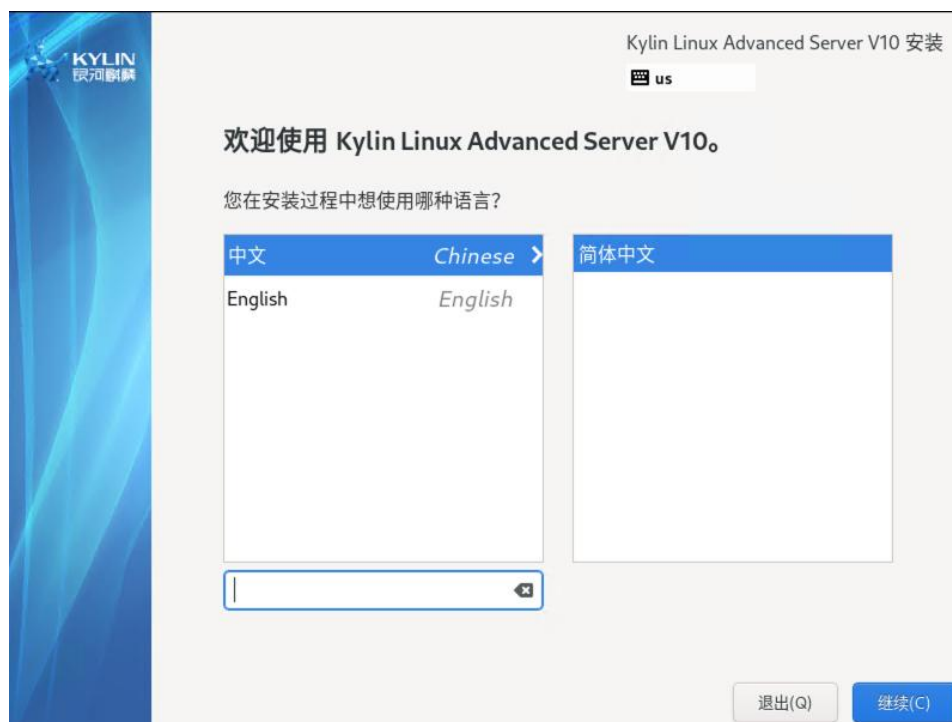 KYLIN
银河麒麟
Kylin Linux Advanced Server V10 安装
us
欢迎使用 Kylin Linux Advanced Server V10。
您在安装过程中想使用哪种语言?
中文 Chinese
English English
简体中文
退出(Q)
继续(C)